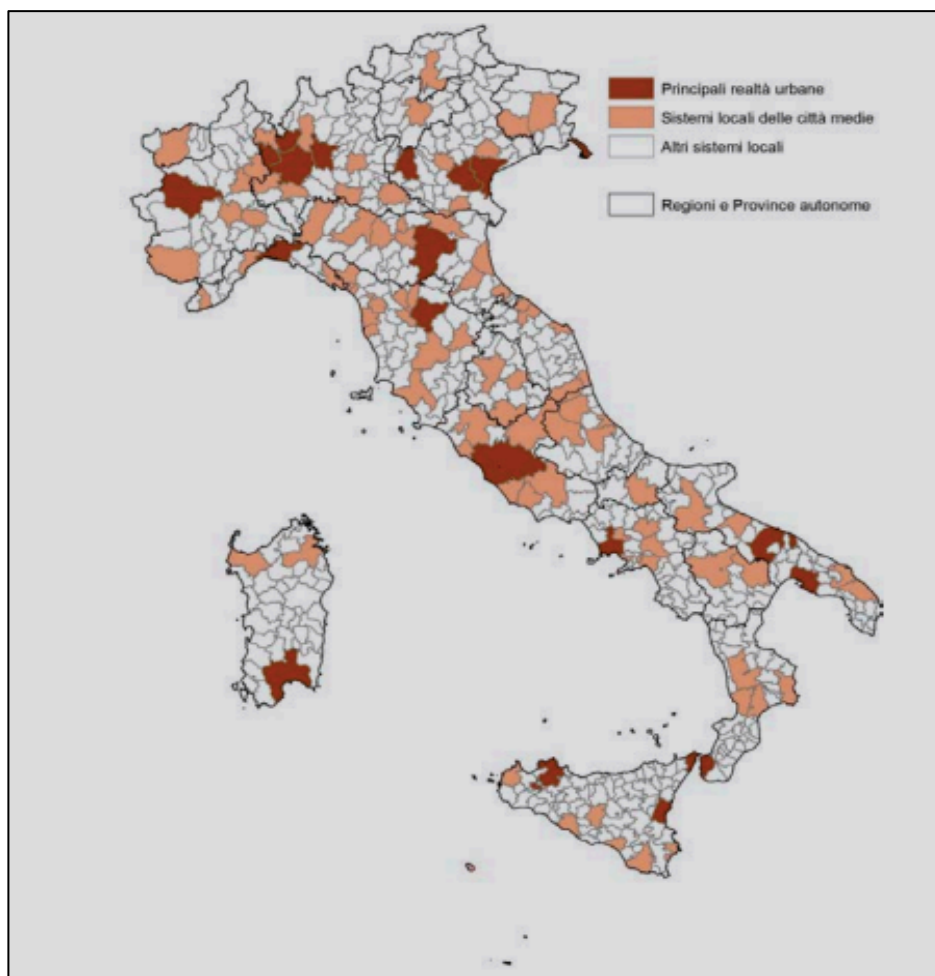 Principali realtà urbane
Sistemi locali delle città medie
Altri sistemi locali
Regioni e Province autonome